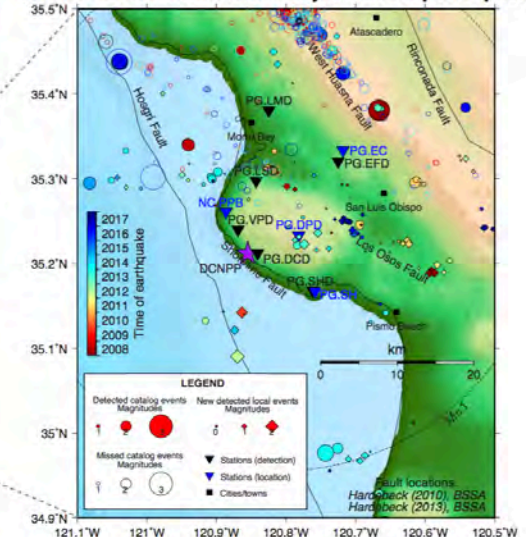 35.5°N
35.4°N
35.3°N
35.2°N
35.1°N
35°N
34.9°N
121.1°W
121°W
120.9°W
120.8°W
120.7°W
120.6°W
120.5°W
Atascadero
West Huasna Fault
Rinconada Fault
Hosgri Fault
PG.LMD
Morro Bay
PG.EC
PG.EFD
PG.LSD
San Luis Obispo
NC.PPB
PG.VPD
PG.DPD
Los Osos Fault
PG.DCD
DCNPP
Shoreline Fault
PG.SHD
PG.SH
Pismo Beach
2017
2016
2015
2014
2013
2012
2011
2010
2009
2008
Time of earthquake
km
0 10 20
LEGEND
Detected catalog events
Magnitudes
1 2 3
New detected local events
Magnitudes
0 1 2
Missed catalog events
Magnitudes
1 2 3
Stations (detection)
Stations (location)
Cities/towns
Fault locations:
Hardebeck (2010), BSSA
Hardebeck (2013), BSSA